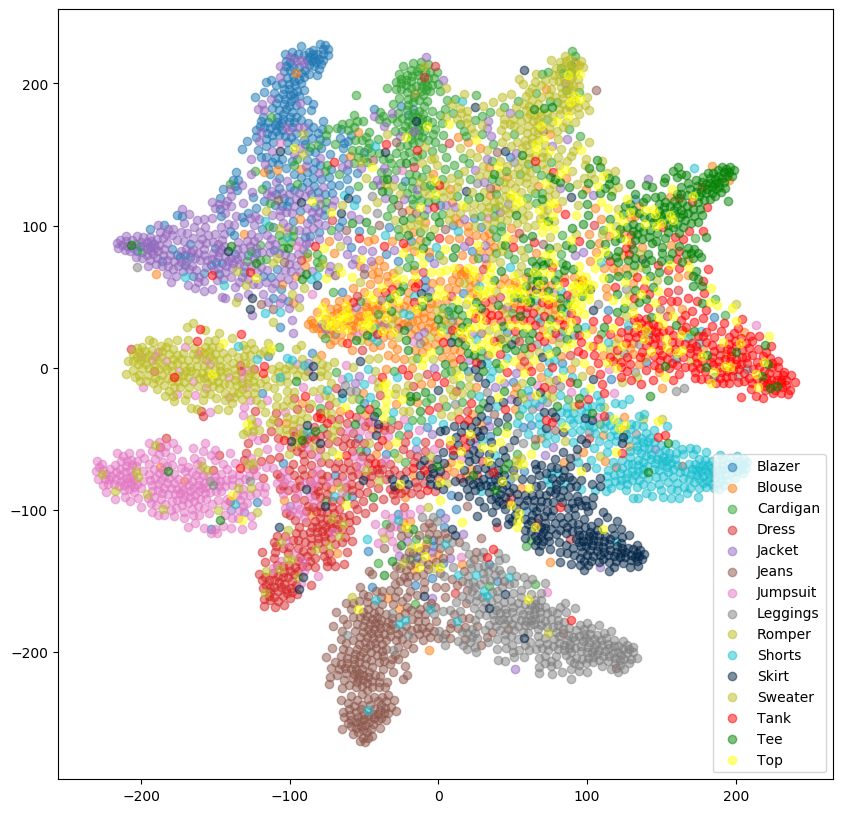 200
100
0
−100
−200
−200
−100
0
100
200
Blazer
Blouse
Cardigan
Dress
Jacket
Jeans
Jumpsuit
Leggings
Romper
Shorts
Skirt
Sweater
Tank
Tee
Top